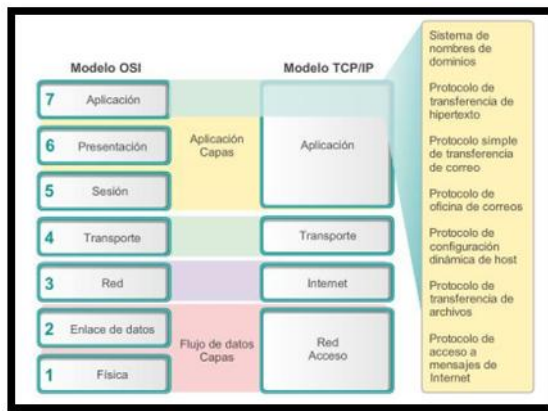 Modelo OSI
7 Aplicación
6 Presentación
5 Sesión
4 Transporte
3 Red
2 Enlace de datos
1 Física
Aplicación
Capas
Flujo de datos
Capas
Modelo TCP/IP
Aplicación
Transporte
Internet
Red
Acceso
Sistema de
nombres de
dominios
Protocolo de
transferencia de
hipertexto
Protocolo simple
de transferencia
de correo
Protocolo de
oficina de correos
Protocolo de
configuración
dinámica de host
Protocolo de
transferencia de
archivos
Protocolo de
acceso a
mensajes de
Internet